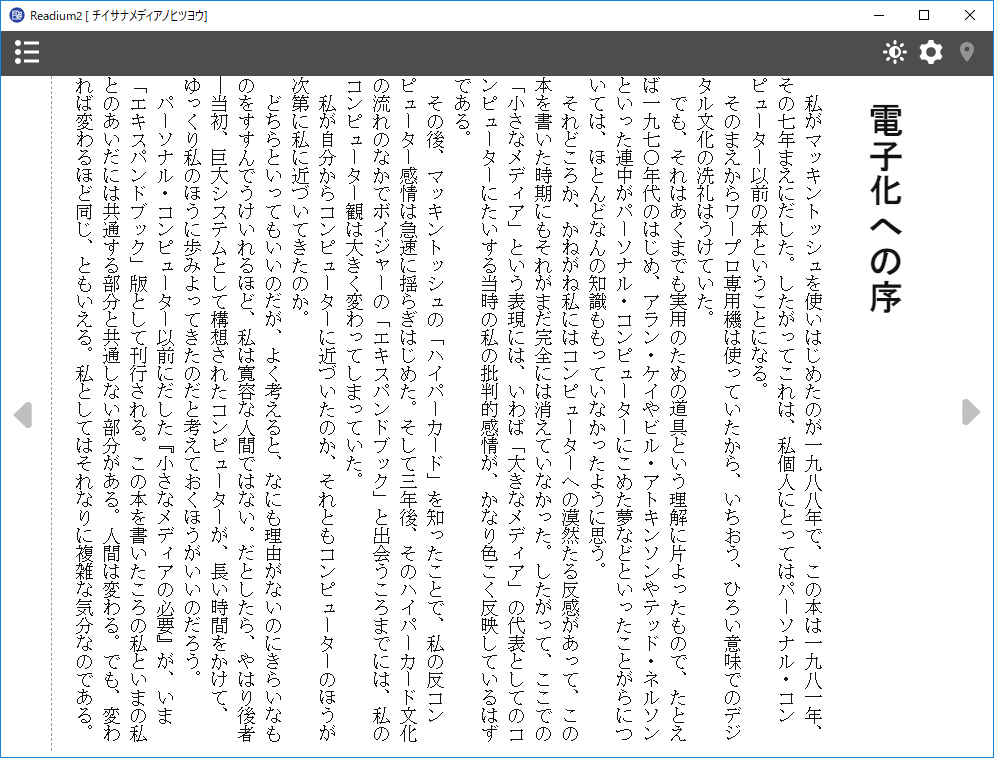 Readium2 [ チイサナメディアノヒツヨウ]
電子化への序
私がマッキントッシュを使いはじめたのが一九八八年で、この本は一九八一年、
その七年まえにだした。したがってこれは、私個人にとってはパーソナル・コン
ピューター以前の本ということになる。
そのまえからワープロ専用機は使っていたから、いちおう、ひろい意味でのデジ
タル文化の洗礼はうけていた。
でも、それはあくまでも実用のための道具という理解に片よったもので、たとえ
ば一九七〇年代のはじめ、アラン・ケイやビル・アトキンソンやテッド・ネルソン
といった連中がパーソナル・コンピューターにこめた夢などといったことがらにつ
いては、ほとんどなんの知識ももっていなかったように思う。
それどころか、かねがね私にはコンピューターへの漠然たる反感があって、この
本を書いた時期にもそれがまだ完全には消えていなかった。したがって、ここでの
「小さなメディア」という表現には、いわば「大きなメディア」の代表としてのコ
ンピューターにたいする当時の私の批判的感情が、かなり色こく反映しているはず
である。
その後、マッキントッシュの「ハイパーカード」を知ったことで、私の反コン
ピューター感情は急速に揺らぎはじめた。そして三年後、そのハイパーカード文化
の流れのなかでボイジャーの「エキスパンドブック」と出会うころまでには、私の
コンピューター観は大きく変わってしまっていた。
私が自分からコンピューターに近づいたのか、それともコンピューターのほうが
次第に私に近づいてきたのか。
どちらといってもいいのだが、よく考えると、なにも理由がないのにきらいなも
のをすすんでうけいれるほど、私は寛容な人間ではない。だとしたら、やはり後者
―当初、巨大システムとして構想されたコンピューターが、長い時間をかけて、
ゆっくり私のほうに歩みよってきたのだと考えておくほうがいいのだろう。
パーソナル・コンピューター以前にだした『小さなメディアの必要』が、いま
「エキスパンドブック」版として刊行される。この本を書いたころの私といまの私
とのあいだには共通する部分と共通しない部分がある。人間は変わる。でも、変わ
れば変わるほど同じ、ともいえる。私としてはそれなりに複雑な気分なのである。